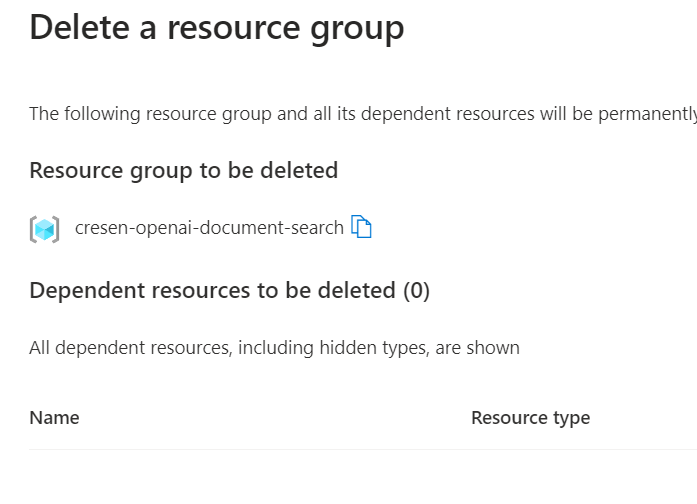 Delete a resource group
The following resource group and all its dependent resources will be permanently
Resource group to be deleted
cresen-openai-document-search
Dependent resources to be deleted (0)
All dependent resources, including hidden types, are shown
Name Resource type